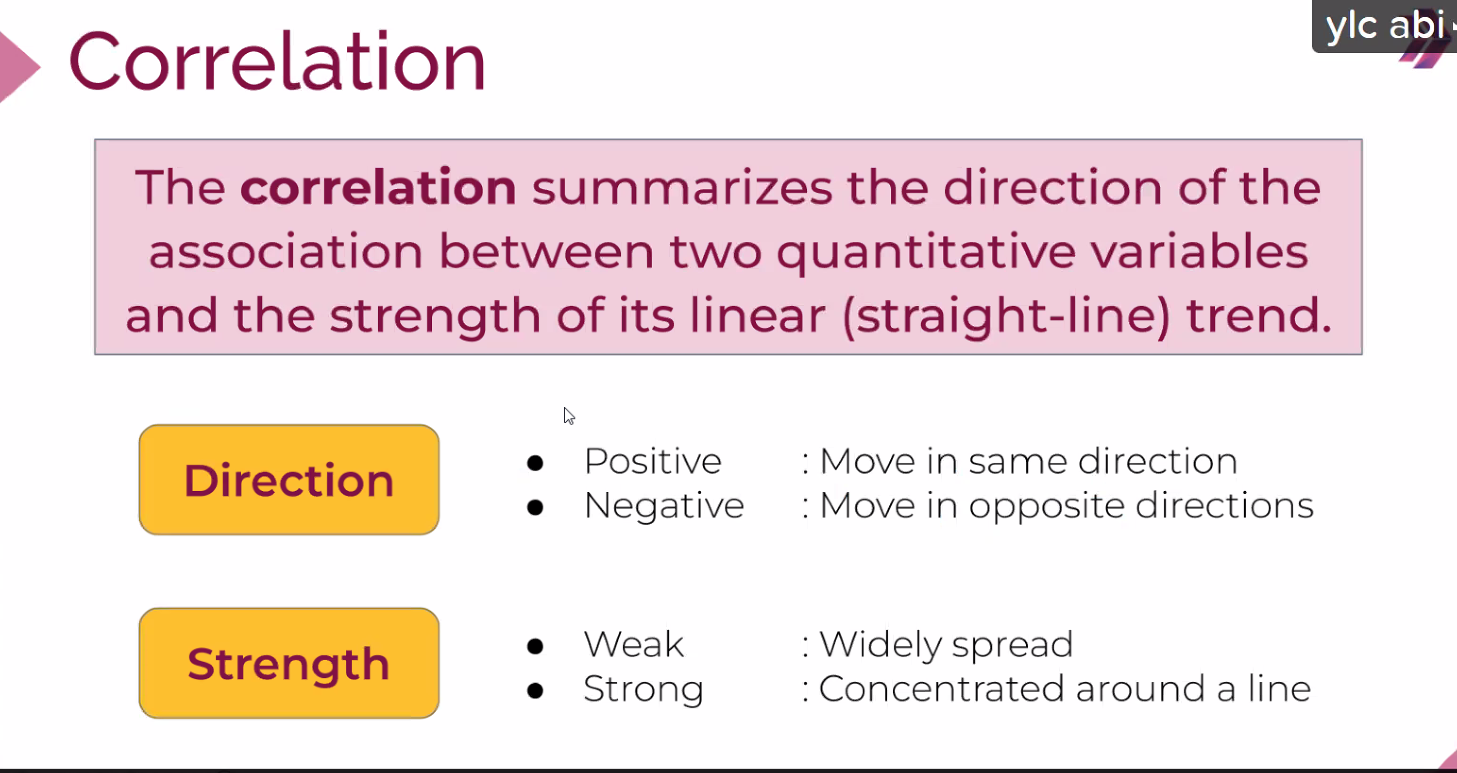 ylc abi
Correlation
The correlation summarizes the direction of the
association between two quantitative variables
and the strength of its linear (straight-line) trend.
Direction
● Positive : Move in same direction
● Negative : Move in opposite directions
Strength
● Weak : Widely spread
● Strong : Concentrated around a line